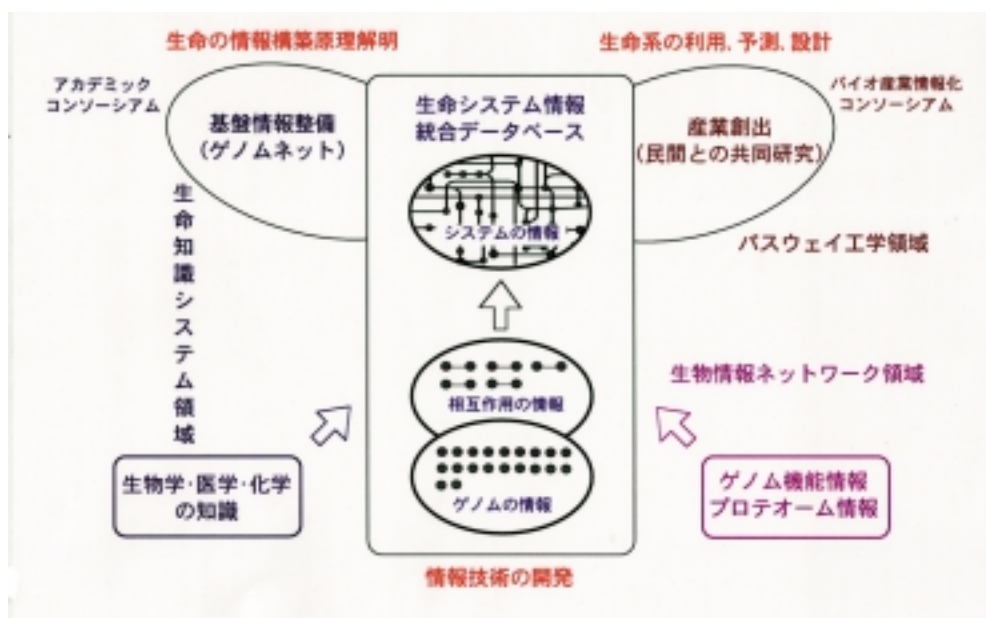 生命の情報構築原理解明
生命系の利用, 予測, 設計
アカデミック
コンソーシアム
基盤情報整備
(ゲノムネット)
生命システム情報
統合データベース
産業創出
(民間との共同研究)
バイオ産業情報化
コンソーシアム
システムの情報
生命知識システム領域
パスウェイ工学領域
相互作用の情報
生物情報ネットワーク領域
生物学・医学・化学
の知識
ゲノムの情報
ゲノム機能情報
プロテオーム情報
情報技術の開発